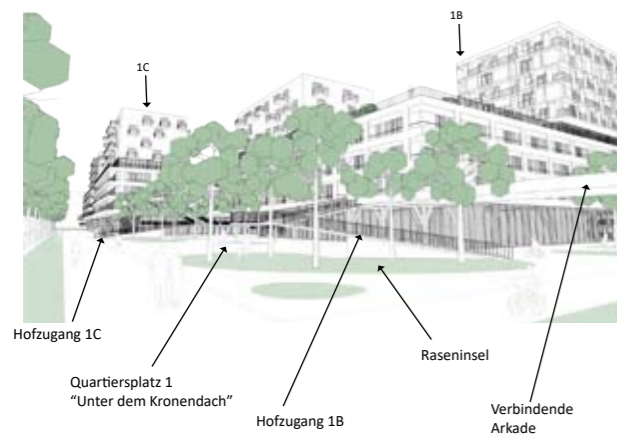 1B
1C
Hofzugang 1C
Raseninsel
Quartiersplatz 1
“Unter dem Kronendach”
Hofzugang 1B
Verbindende
Arkade